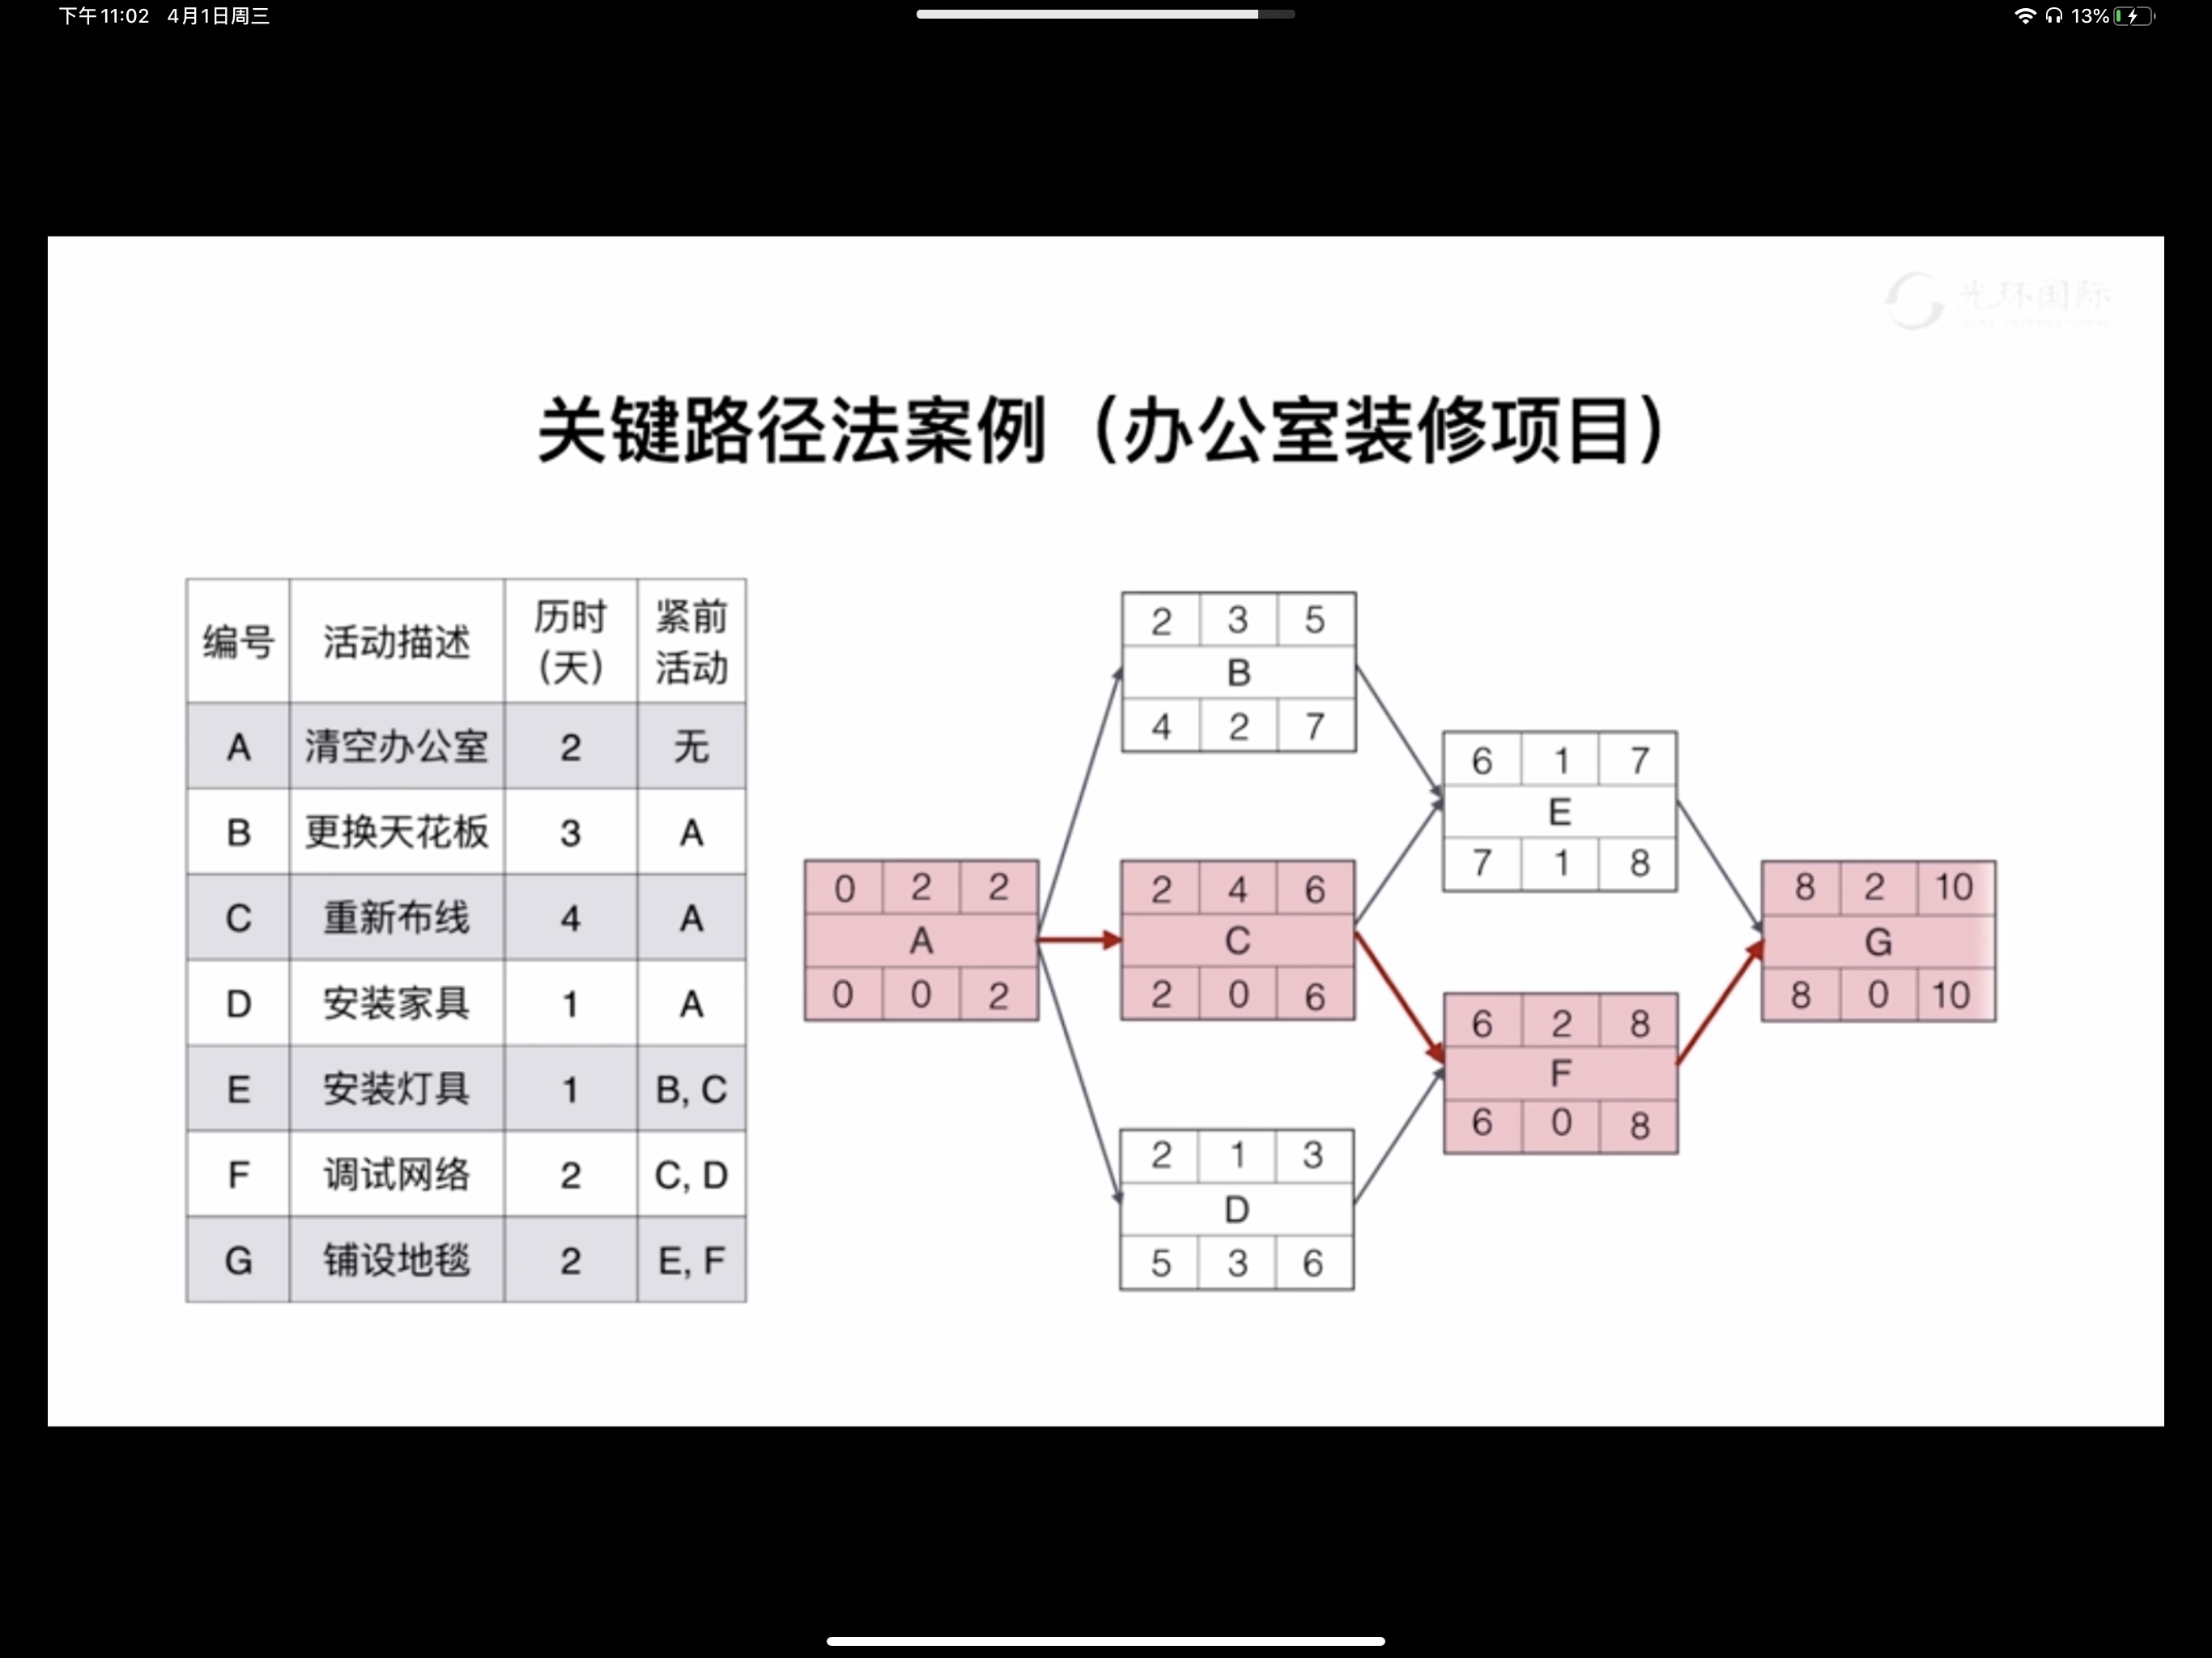 下午11:02 4月1日周三
13%
光环国际
关键路径法案例（办公室装修项目）
编号 活动描述 历时(天) 紧前活动
A 清空办公室 2 无
B 更换天花板 3 A
C 重新布线 4 A
D 安装家具 1 A
E 安装灯具 1 B, C
F 调试网络 2 C, D
G 铺设地毯 2 E, F
0 2 2
A
0 0 2
2 3 5
B
4 2 7
2 4 6
C
2 0 6
2 1 3
D
5 3 6
6 1 7
E
7 1 8
6 2 8
F
6 0 8
8 2 10
G
8 0 10